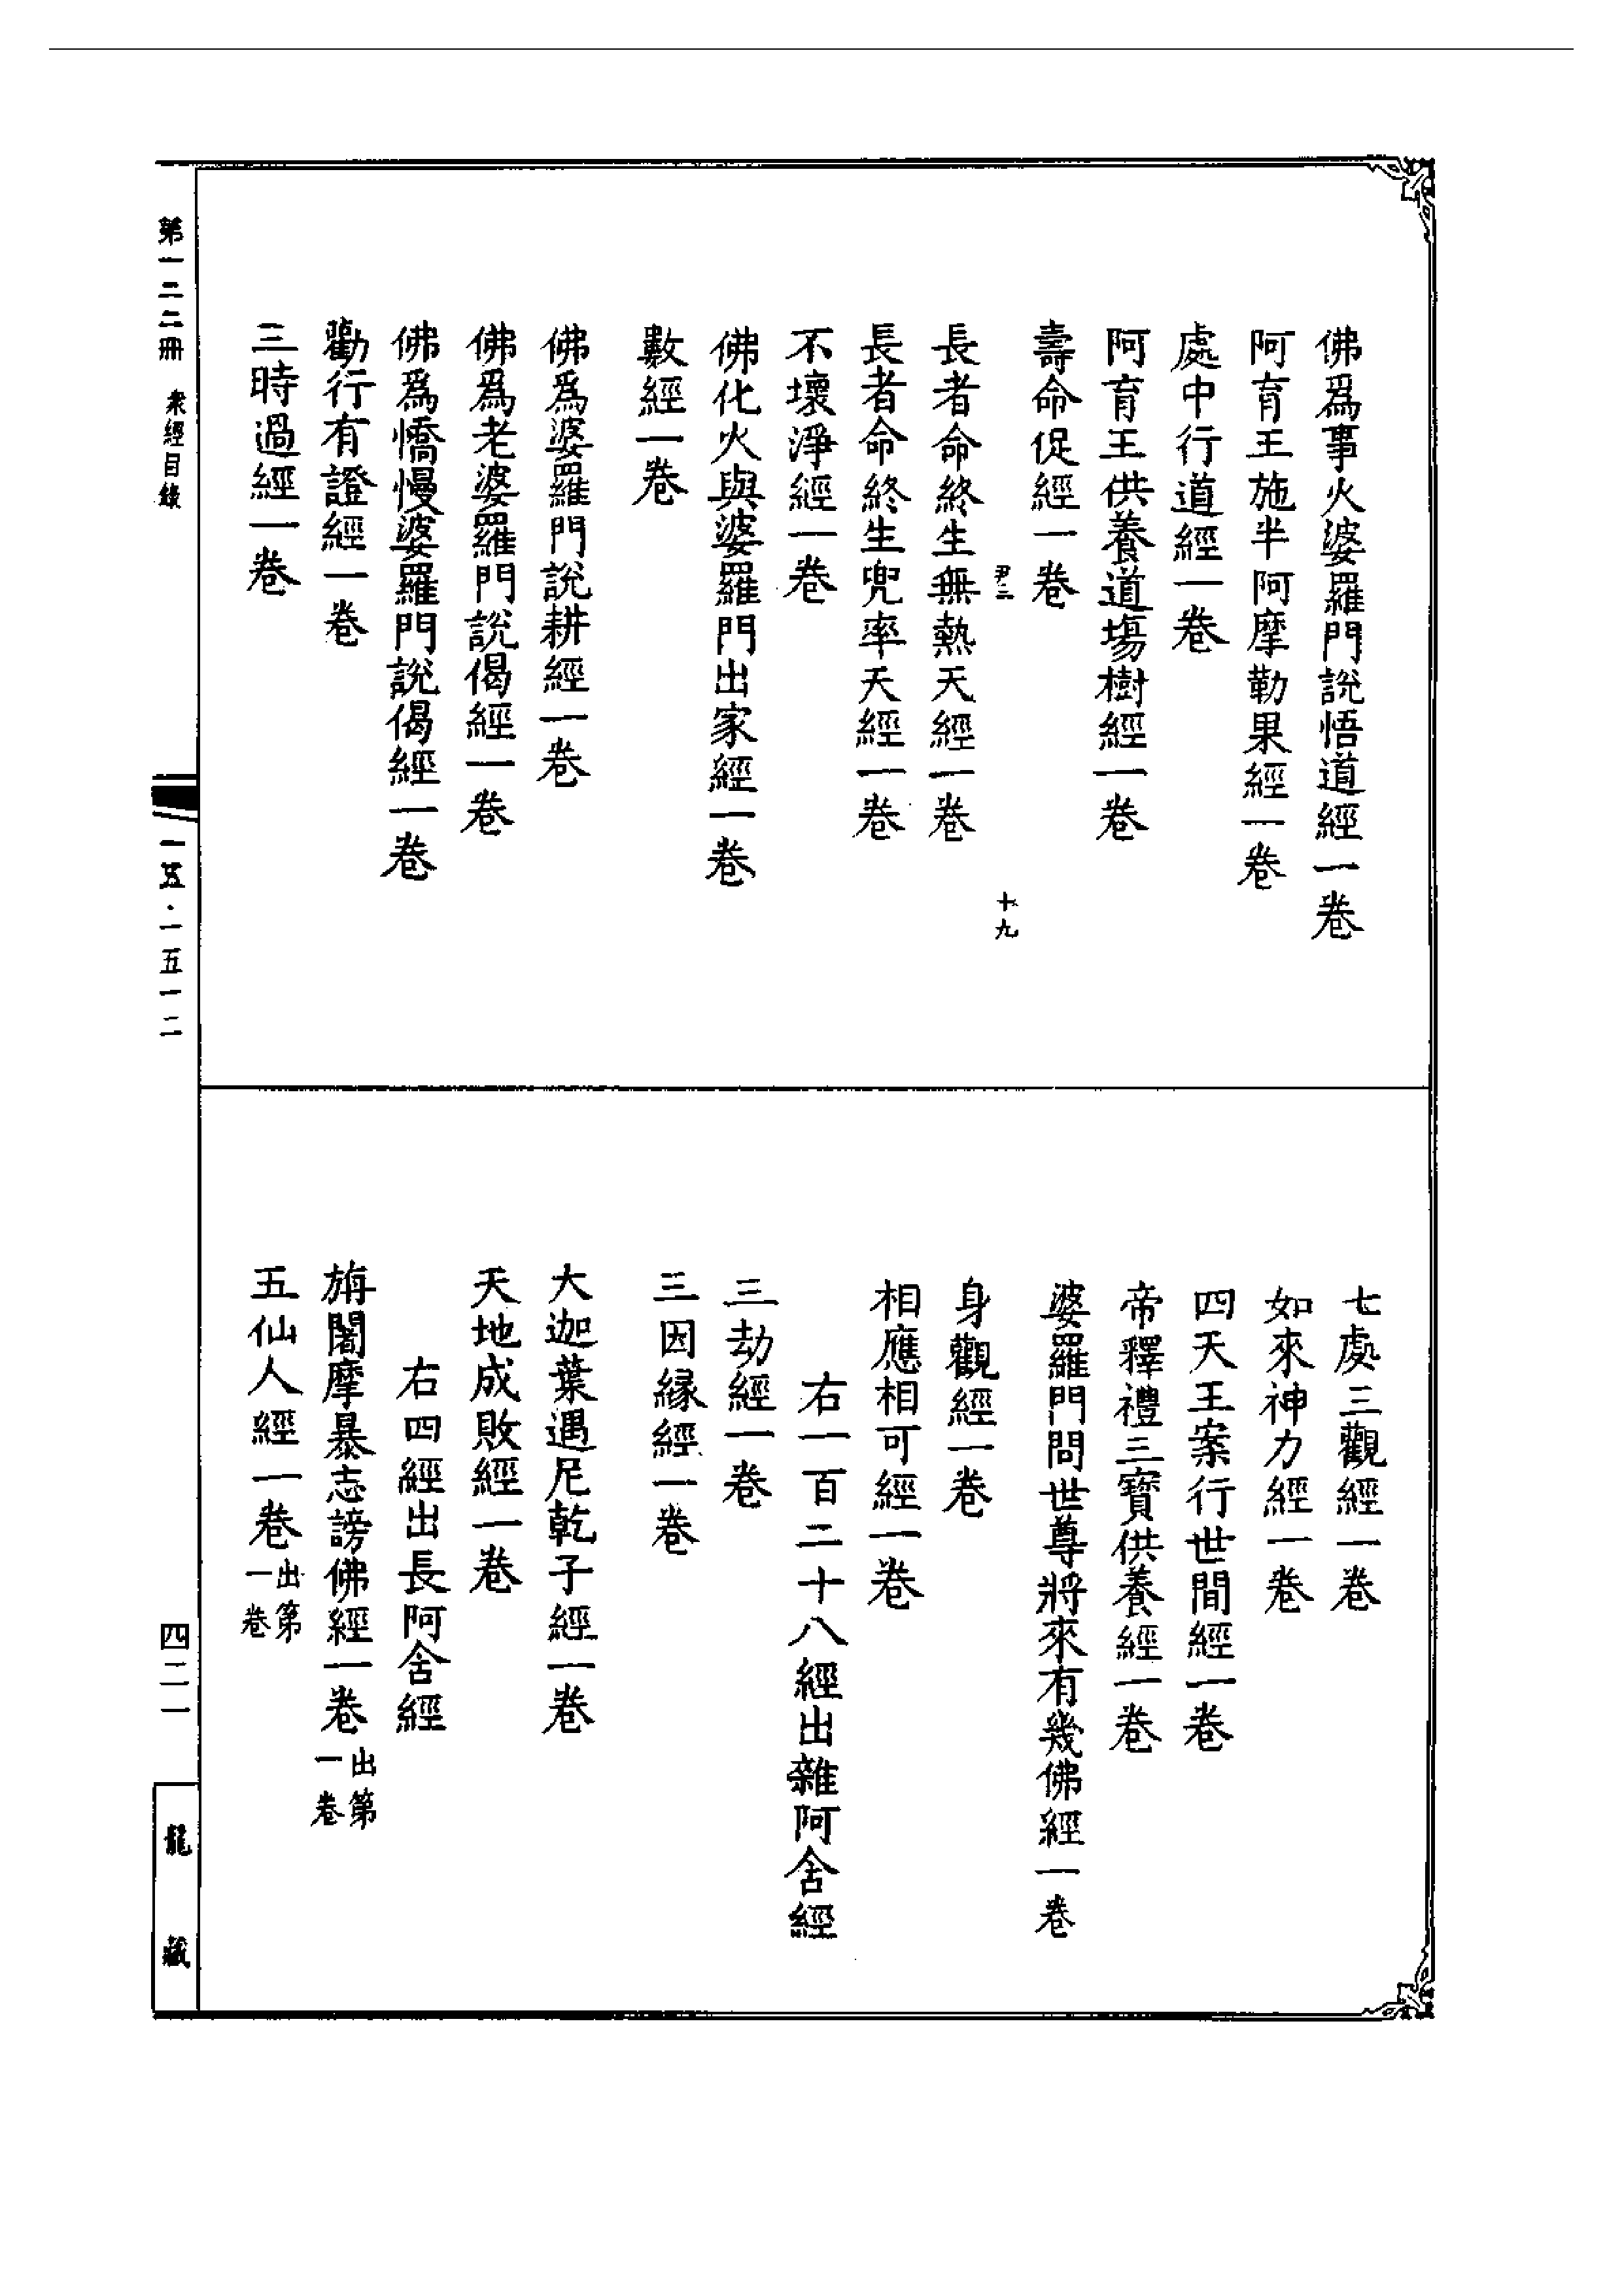 佛爲事火婆羅門說悟道經一卷
阿育王施半阿摩勒果經一卷
處中行道經一卷
阿育王供養道場樹經一卷
壽命促經一卷
尹三
十九
長者命終生無熱天經一卷
長者命終生兜率天經一卷
不壞淨經一卷
佛化火與婆羅門出家經一卷
數經一卷
佛爲婆羅門說耕經一卷
佛爲老婆羅門說偈經一卷
佛爲憍慢婆羅門說偈經一卷
勸行有證經一卷
三時過經一卷
七處三觀經一卷
如來神力經一卷
四天王案行世間經一卷
帝釋禮三寶供養經一卷
婆羅門問世尊將來有幾佛經一卷
身觀經一卷
相應相可經一卷
右一百二十八經出雜阿含經
三劫經一卷
三因縁經一卷
大迦葉遇尼乾子經一卷
天地成敗經一卷
右四經出長阿含經
旃闍摩暴志謗佛經一卷出第一卷
五仙人經一卷出第一卷
第一二二冊 衆經目錄
一五·一五一二
四二一
龍藏